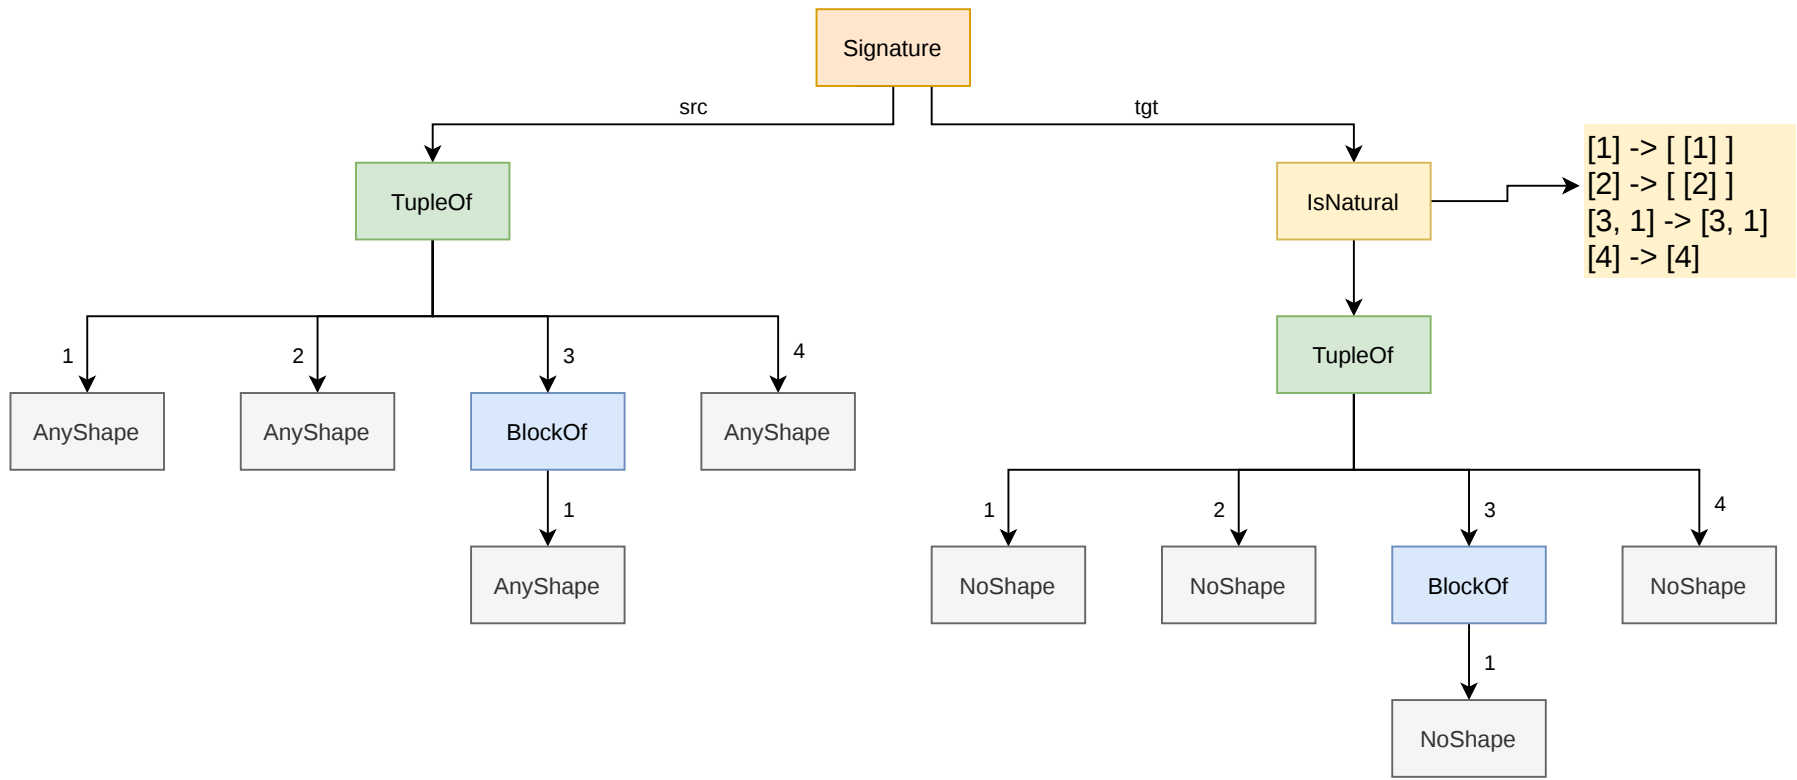 Signature
src
tgt
TupleOf
IsNatural
[1] -> [ [1] ]
[2] -> [ [2] ]
[3, 1] -> [3, 1]
[4] -> [4]
1
2
3
4
TupleOf
AnyShape
AnyShape
BlockOf
AnyShape
1
1
2
3
4
AnyShape
NoShape
NoShape
BlockOf
NoShape
1
NoShape